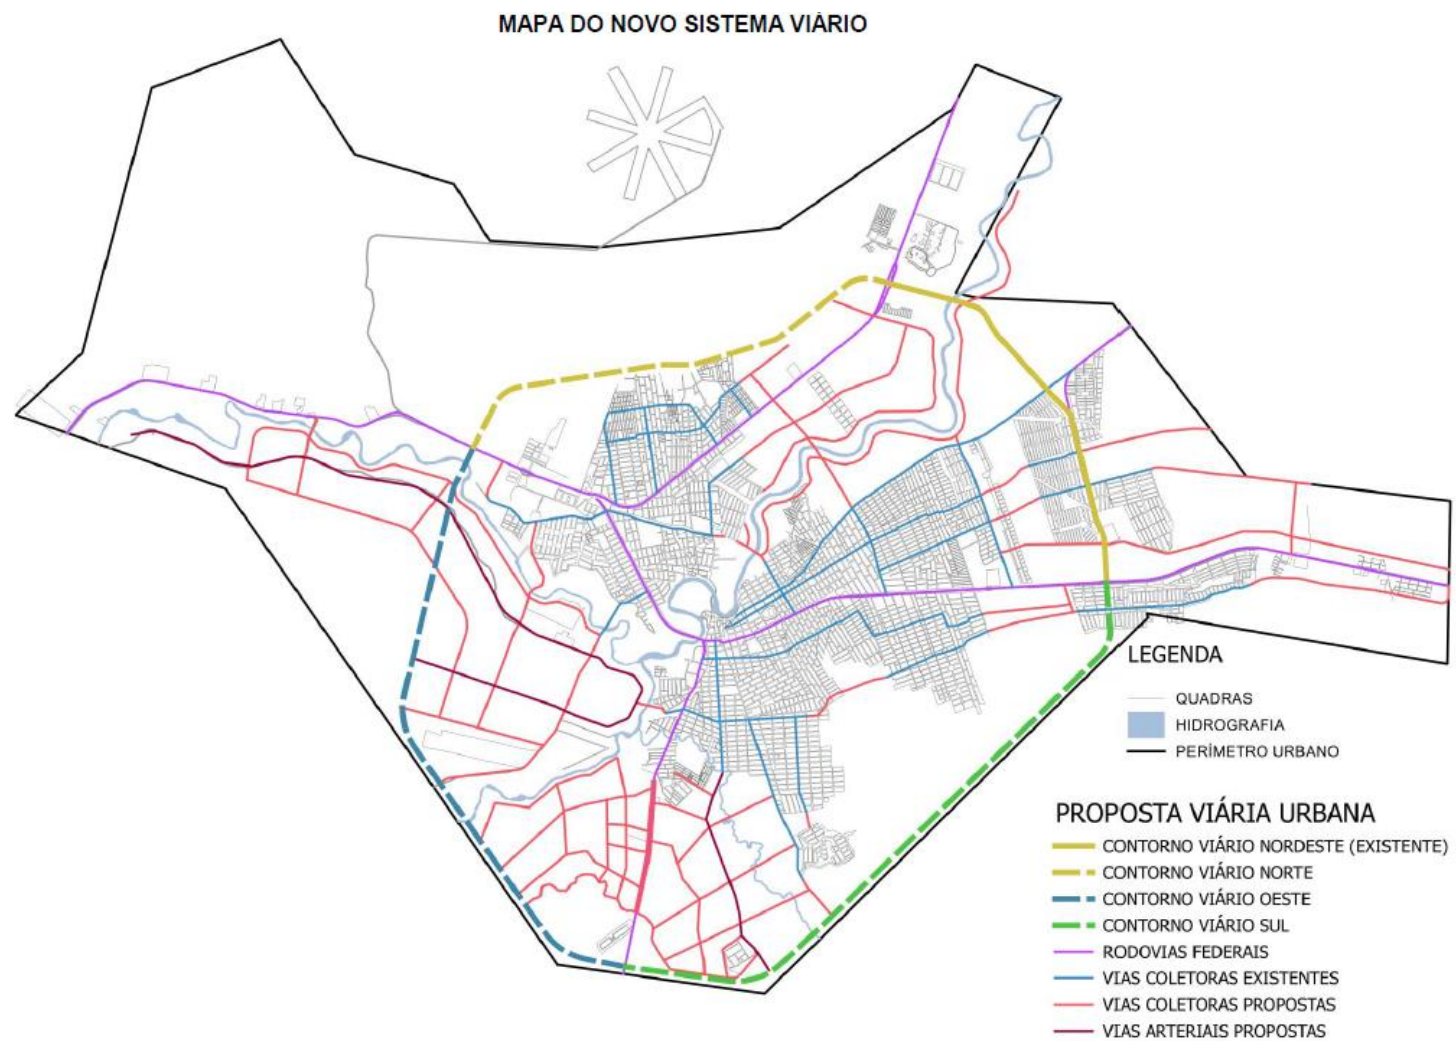 MAPA DO NOVO SISTEMA VIÁRIO
LEGENDA
QUADRAS
HIDROGRAFIA
PERÍMETRO URBANO
PROPOSTA VIÁRIA URBANA
CONTORNO VIÁRIO NORDESTE (EXISTENTE)
CONTORNO VIÁRIO NORTE
CONTORNO VIÁRIO OESTE
CONTORNO VIÁRIO SUL
RODOVIAS FEDERAIS
VIAS COLETORAS EXISTENTES
VIAS COLETORAS PROPOSTAS
VIAS ARTERIAIS PROPOSTAS